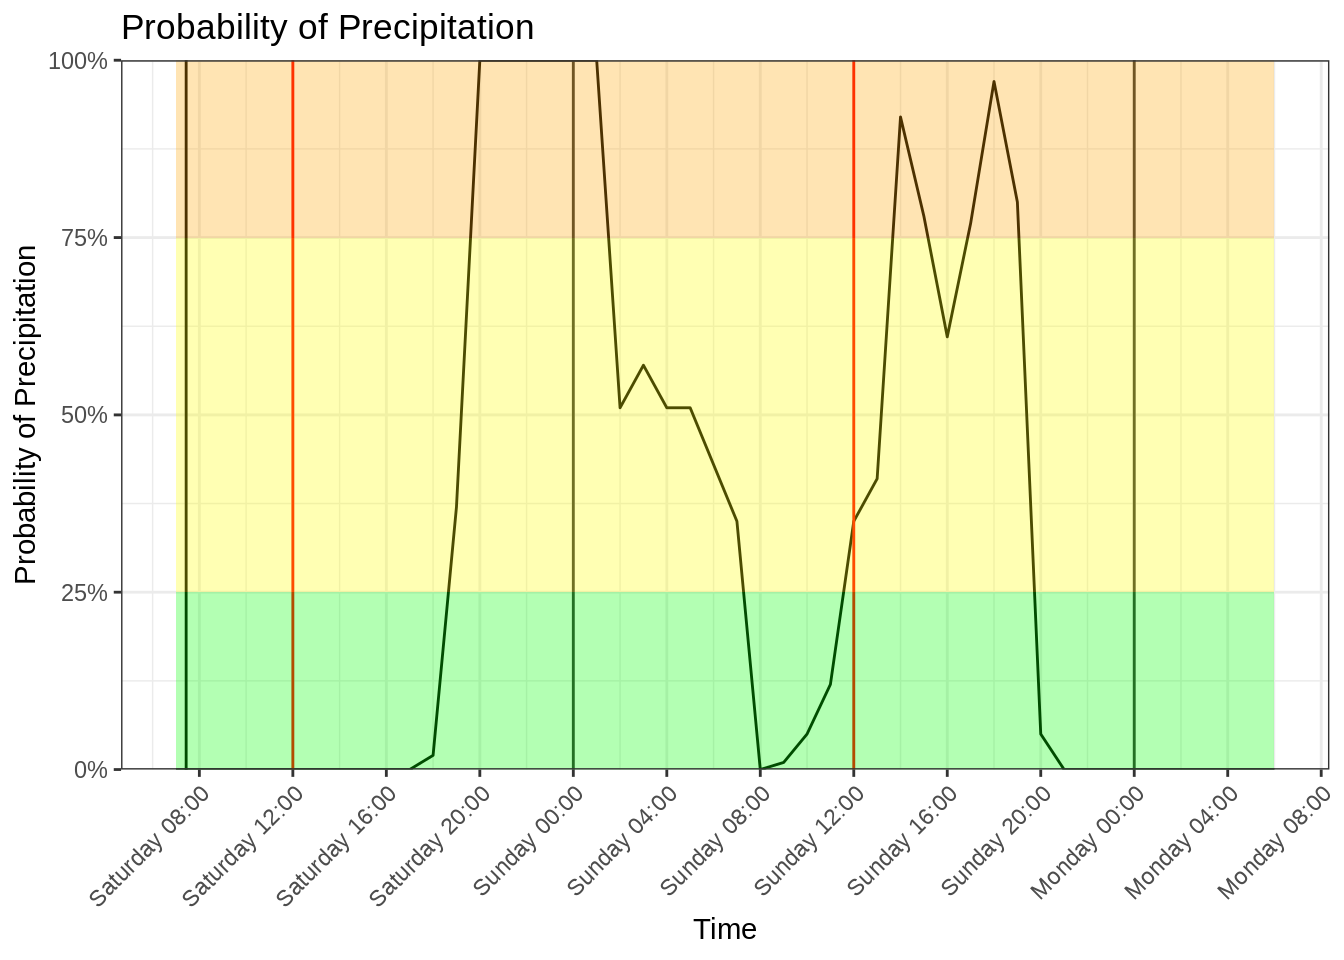 Probability of Precipitation
Probability of Precipitation
100%
75%
50%
25%
0%
Saturday 08:00
Saturday 12:00
Saturday 16:00
Saturday 20:00
Sunday 00:00
Sunday 04:00
Sunday 08:00
Sunday 12:00
Sunday 16:00
Sunday 20:00
Monday 00:00
Monday 04:00
Monday 08:00
Time